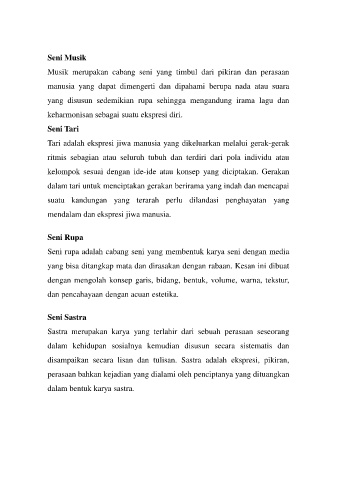 Seni Musik
Musik merupakan cabang seni yang timbul dari pikiran dan perasaan
manusia yang dapat dimengerti dan dipahami berupa nada atau suara
yang disusun sedemikian rupa sehingga mengandung irama lagu dan
keharmonisan sebagai suatu ekspresi diri.
Seni Tari
Tari adalah ekspresi jiwa manusia yang dikeluarkan melalui gerak-gerak
ritmis sebagian atau seluruh tubuh dan terdiri dari pola individu atau
kelompok sesuai dengan ide-ide atau konsep yang diciptakan. Gerakan
dalam tari untuk menciptakan gerakan berirama yang indah dan mencapai
suatu kandungan yang terarah perlu dilandasi penghayatan yang
mendalam dan ekspresi jiwa manusia.
Seni Rupa
Seni rupa adalah cabang seni yang membentuk karya seni dengan media
yang bisa ditangkap mata dan dirasakan dengan rabaan. Kesan ini dibuat
dengan mengolah konsep garis, bidang, bentuk, volume, warna, tekstur,
dan pencahayaan dengan acuan estetika.
Seni Sastra
Sastra merupakan karya yang terlahir dari sebuah perasaan seseorang
dalam kehidupan sosialnya kemudian disusun secara sistematis dan
disampaikan secara lisan dan tulisan. Sastra adalah ekspresi, pikiran,
perasaan bahkan kejadian yang dialami oleh penciptanya yang dituangkan
dalam bentuk karya sastra.